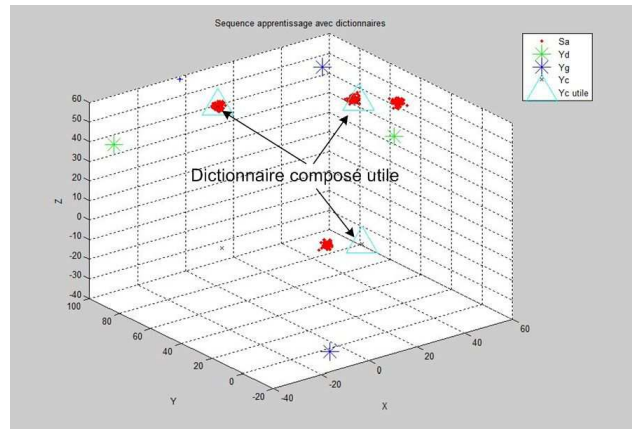 Sequence apprentissage avec dictionnaires
Sa
Yd
Yg
Yc
Yc utile
Dictionnaire composé utile
60
50
40
30
20
10
0
-10
-20
-30
-40
Z
100
80
60
40
20
0
-20
Y
-40
-20
0
20
40
60
X